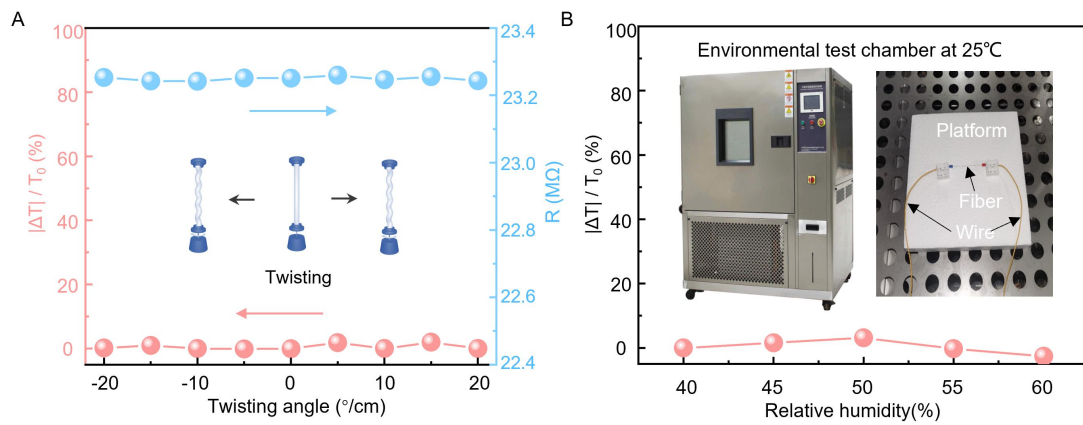 A
100
80
60
40
20
0
|ΔT| / T₀ (%)
23.4
23.2
23.0
22.8
22.6
22.4
R (MΩ)
Twisting
-20
-10
0
10
20
Twisting angle (°/cm)
B
100
80
60
40
20
0
|ΔT| / T₀ (%)
Environmental test chamber at 25℃
Platform
Fiber
Wire
40
45
50
55
60
Relative humidity(%)